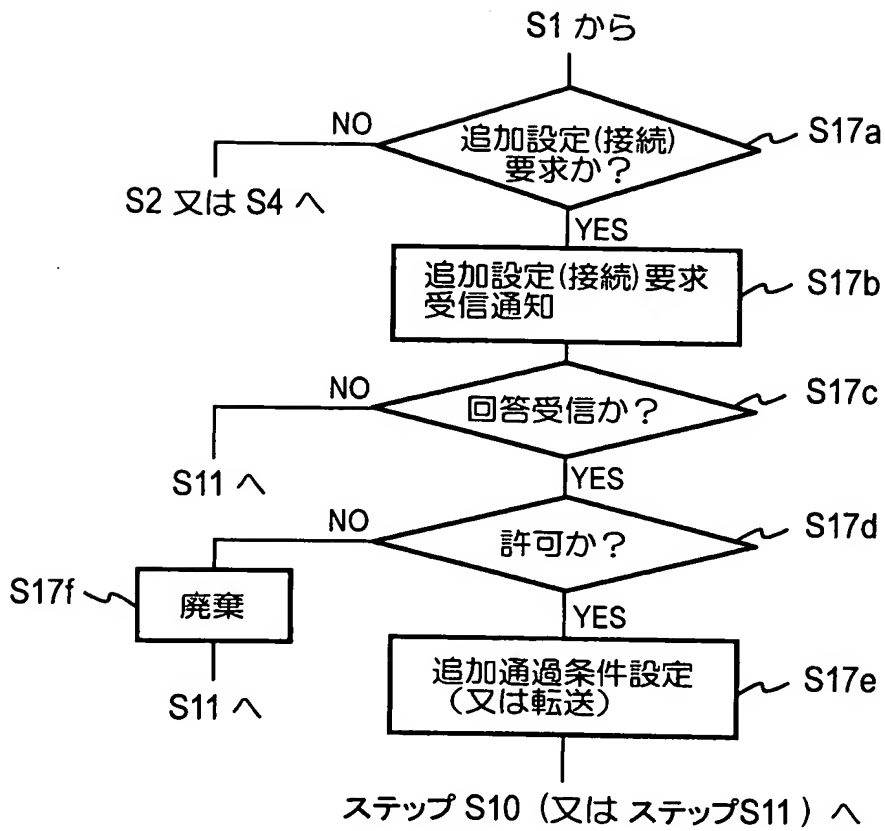 S1 から
NO
追加設定(接続)
要求か？
S17a
S2 又は S4 へ
YES
追加設定(接続)要求
受信通知
S17b
NO
回答受信か？
S17c
S11 へ
YES
NO
許可か？
S17d
S17f
廃棄
YES
S11 へ
追加通過条件設定
（又は転送）
S17e
ステップ S10（又は ステップS11）へ